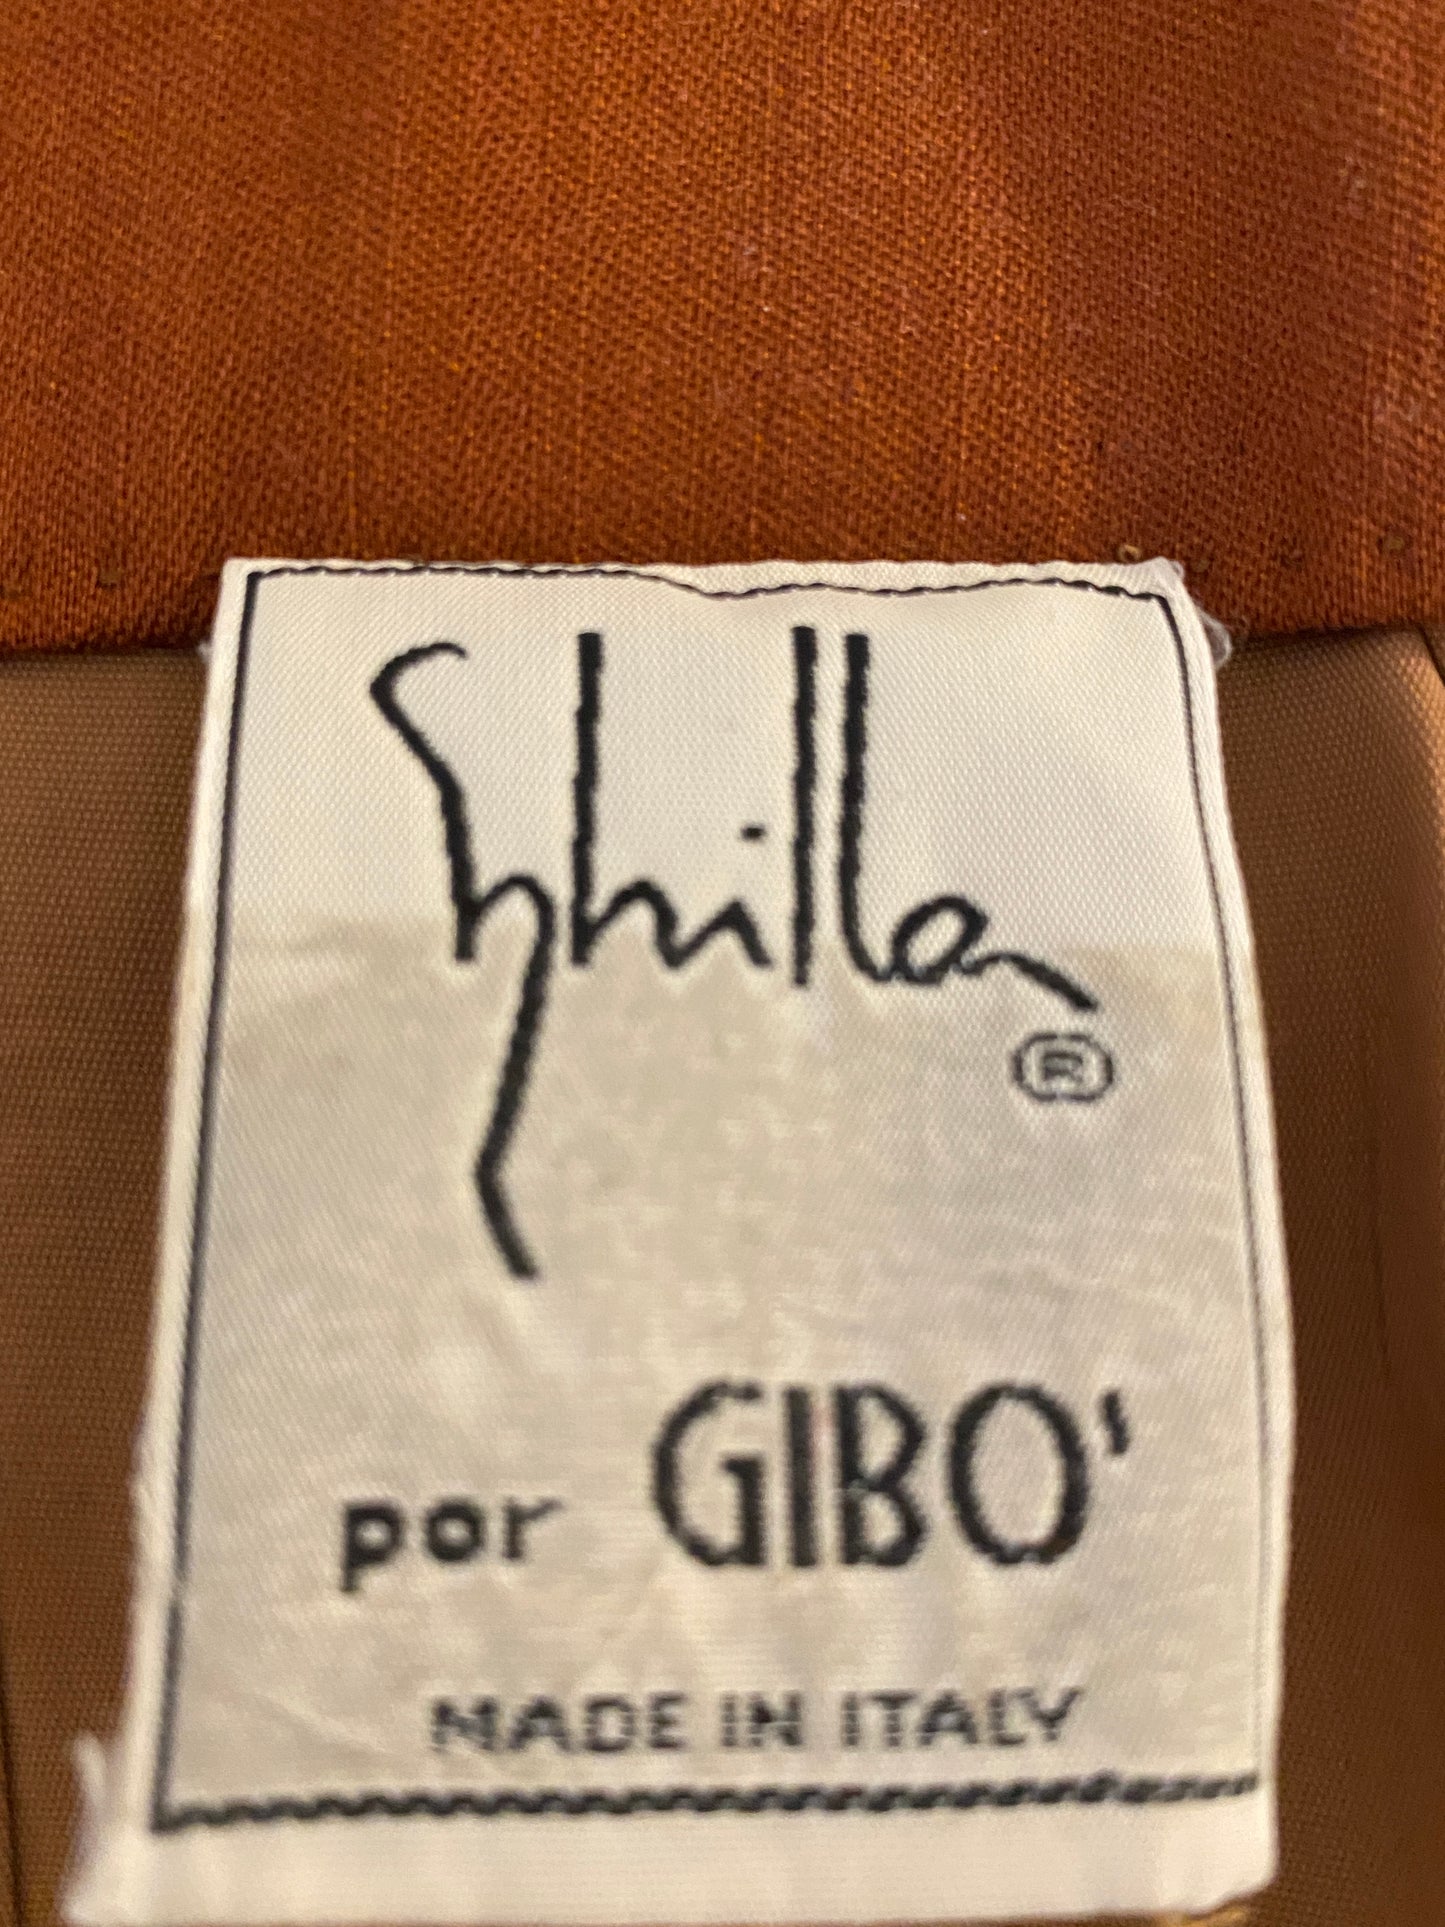 Sybilla
®
por GIBO'
MADE IN ITALY